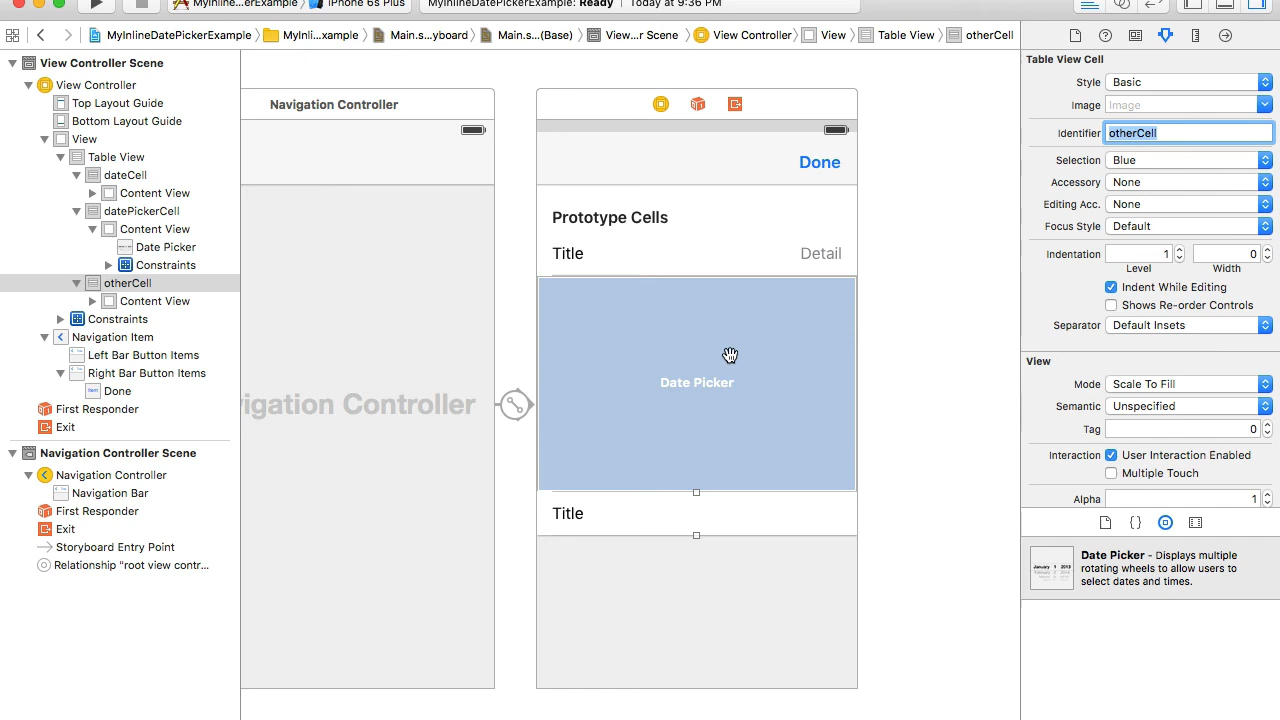 MyInline...erExample
iPhone 6s Plus
MyInlineDatePickerExample: Ready
Today at 9:36 PM
MyInlineDatePickerExample
MyInli...xample
Main.s...yboard
Main.s...(Base)
View...r Scene
View Controller
View
Table View
otherCell
View Controller Scene
View Controller
Top Layout Guide
Bottom Layout Guide
View
Table View
dateCell
Content View
datePickerCell
Content View
Date Picker
Constraints
otherCell
Content View
Constraints
Navigation Item
Left Bar Button Items
Right Bar Button Items
Done
First Responder
Exit
Navigation Controller Scene
Navigation Controller
Navigation Bar
First Responder
Exit
Storyboard Entry Point
Relationship "root view contr...
Navigation Controller
vigation Controller
Done
Prototype Cells
Title Detail
Date Picker
Title
Table View Cell
Style Basic
Image Image
Identifier otherCell
Selection Blue
Accessory None
Editing Acc. None
Focus Style Default
Indentation 1 0
Level Width
Indent While Editing
Shows Re-order Controls
Separator Default Insets
View
Mode Scale To Fill
Semantic Unspecified
Tag 0
Interaction User Interaction Enabled
Multiple Touch
Alpha 1
Date Picker - Displays multiple
rotating wheels to allow users to
select dates and times.